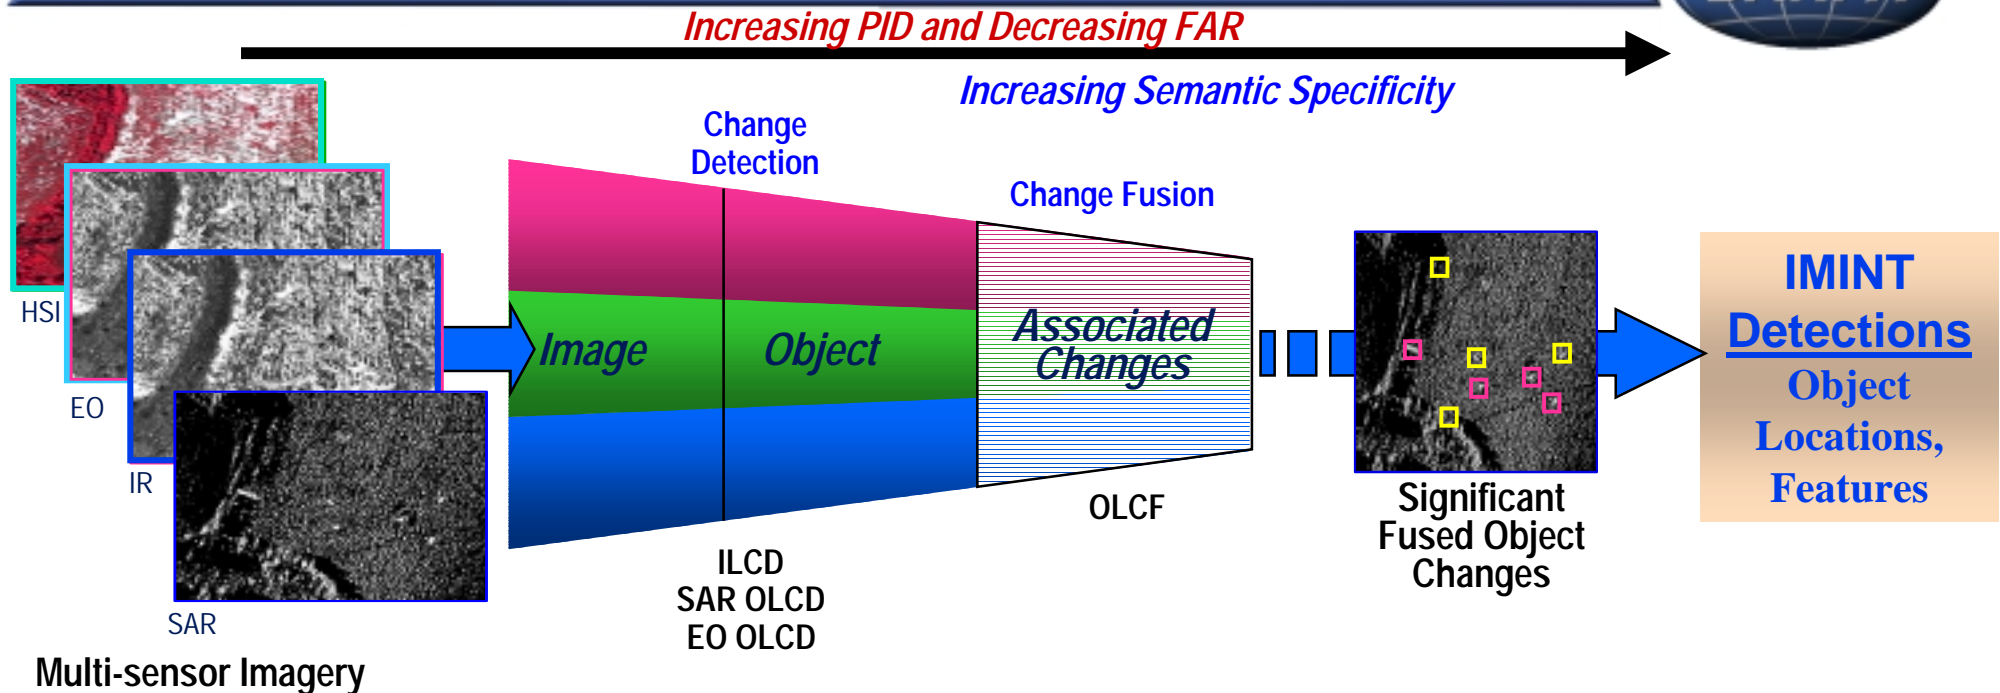 Increasing PID and Decreasing FAR
Increasing Semantic Specificity
Change
Detection
Change Fusion
HSI
EO
IR
SAR
Multi-sensor Imagery
Image
Object
Associated
Changes
ILCD
SAR OLCD
EO OLCD
OLCF
Significant
Fused Object
Changes
IMINT
Detections
Object
Locations,
Features